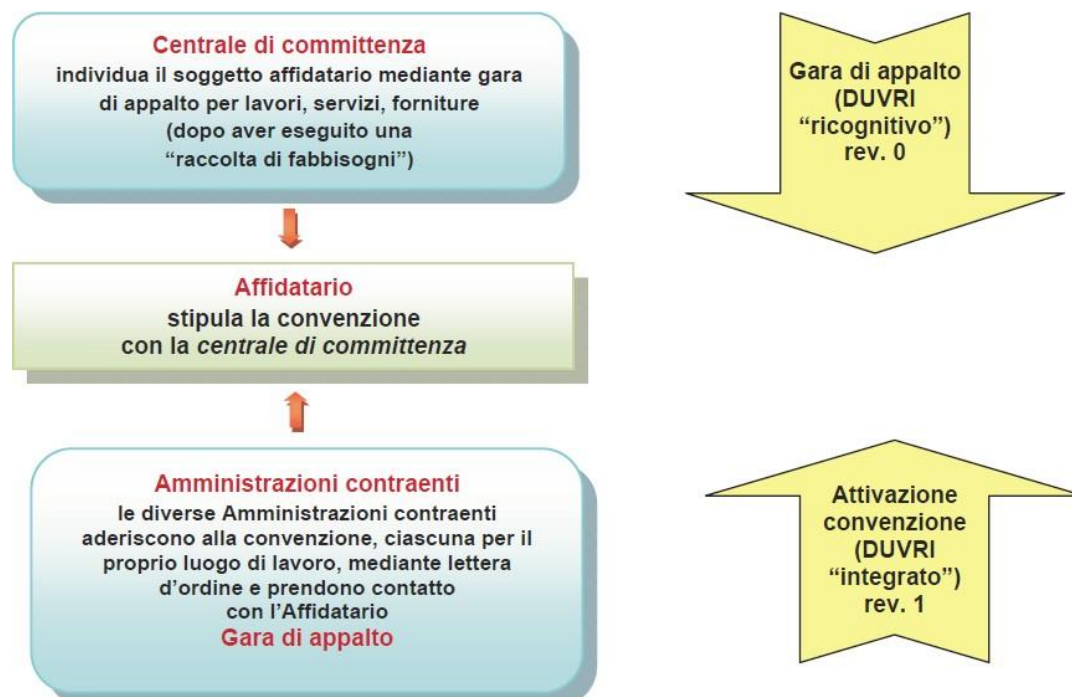 Centrale di committenza
individua il soggetto affidatario mediante gara
di appalto per lavori, servizi, forniture
(dopo aver eseguito una
“raccolta di fabbisogni”)
Gara di appalto
(DUVRI
“ricognitivo”)
rev. 0
Affidatario
stipula la convenzione
con la centrale di committenza
Amministrazioni contraenti
le diverse Amministrazioni contraenti
aderiscono alla convenzione, ciascuna per il
proprio luogo di lavoro, mediante lettera
d’ordine e prendono contatto
con l’Affidatario
Gara di appalto
Attivazione
convenzione
(DUVRI
“integrato”)
rev. 1